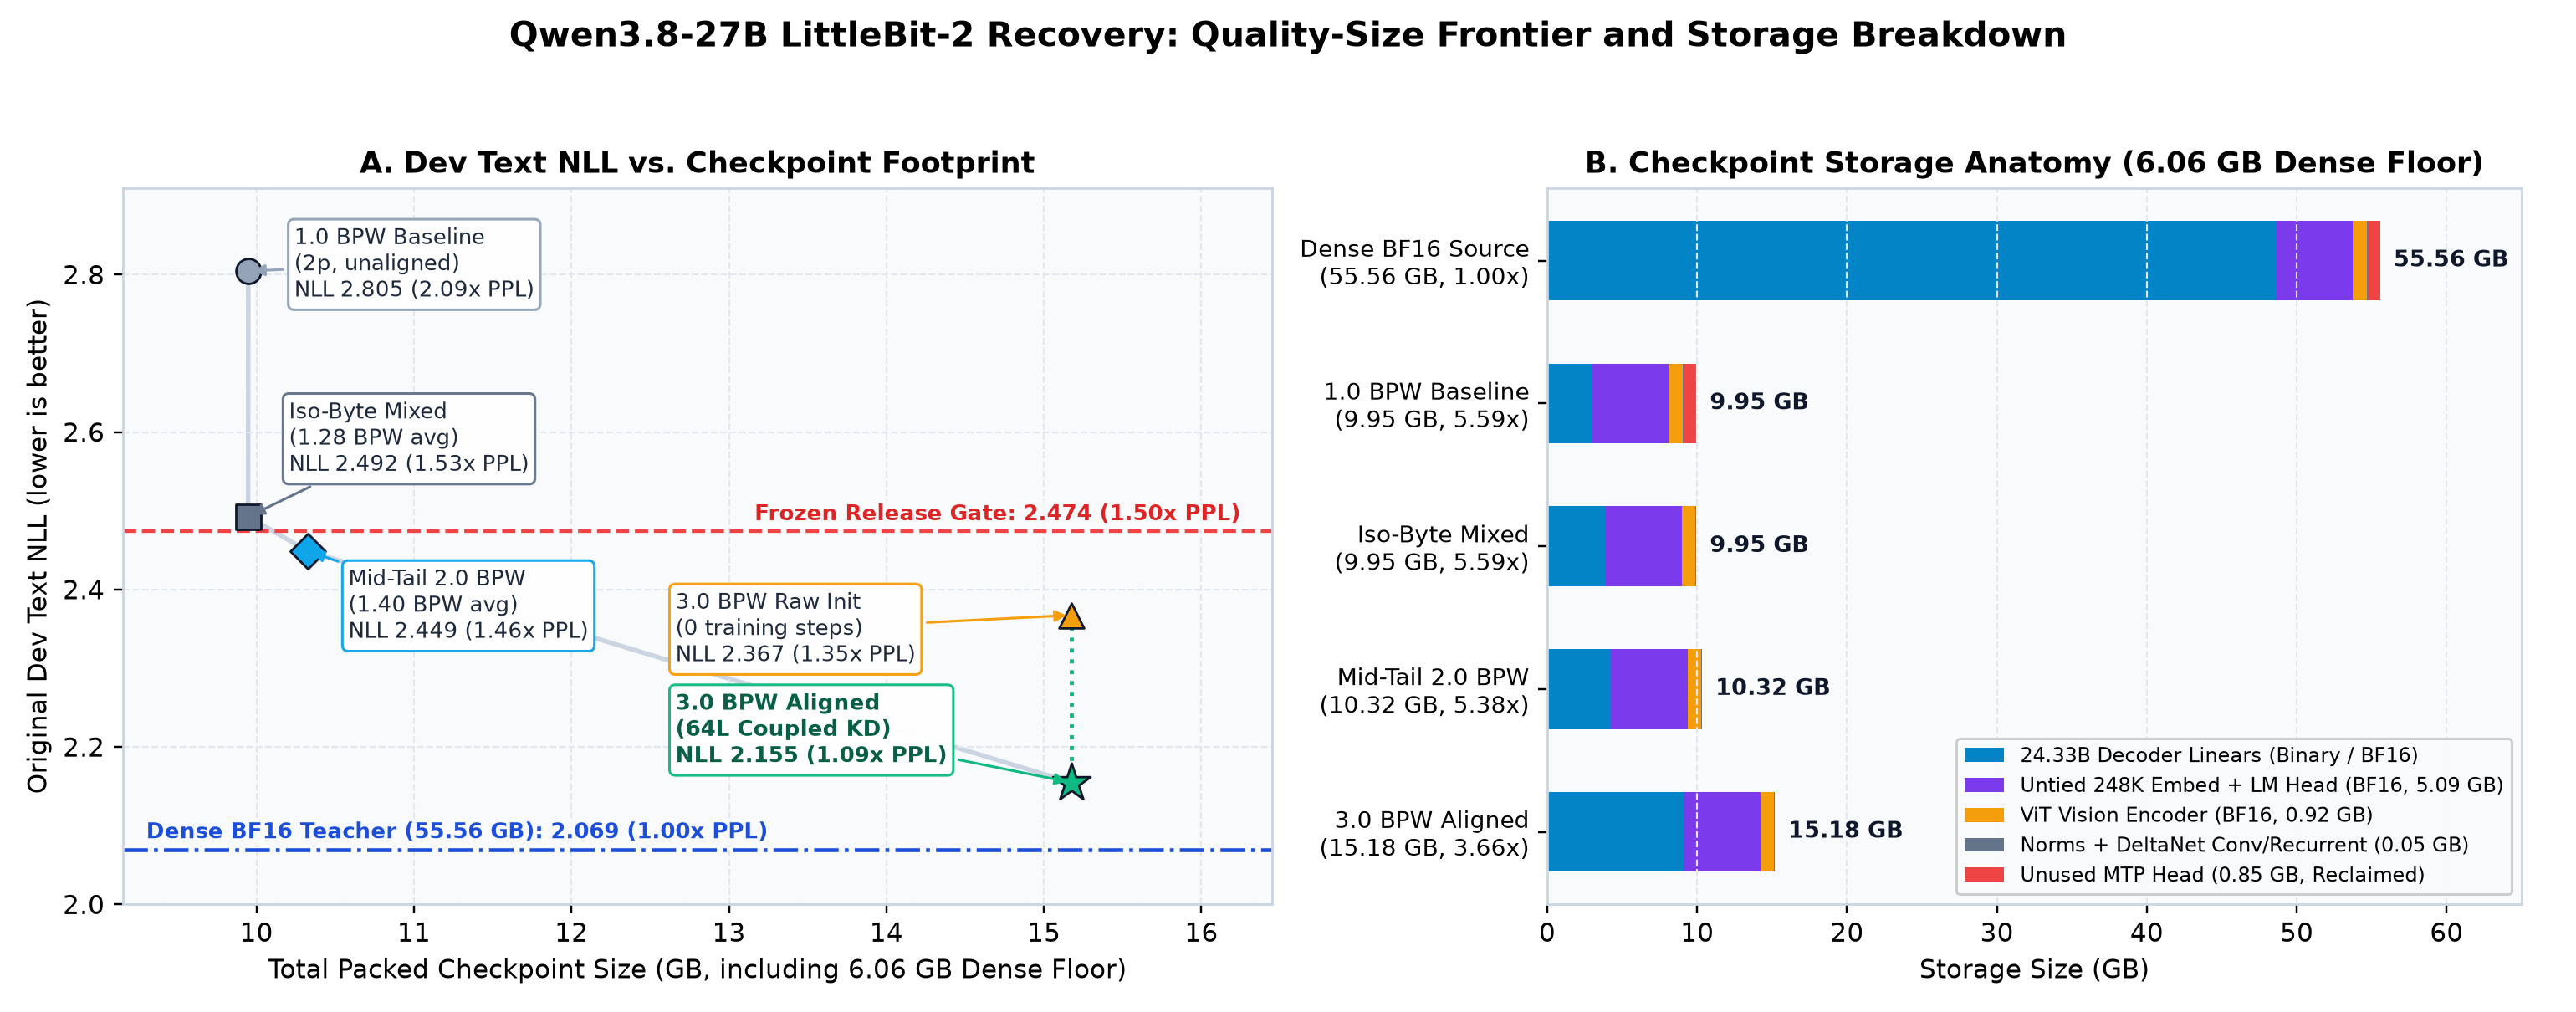 Qwen3.8-27B LittleBit-2 Recovery: Quality-Size Frontier and Storage Breakdown
A. Dev Text NLL vs. Checkpoint Footprint
Original Dev Text NLL (lower is better)
2.8
2.6
2.4
2.2
2.0
1.0 BPW Baseline
(2p, unaligned)
NLL 2.805 (2.09x PPL)
Iso-Byte Mixed
(1.28 BPW avg)
NLL 2.492 (1.53x PPL)
Frozen Release Gate: 2.474 (1.50x PPL)
Mid-Tail 2.0 BPW
(1.40 BPW avg)
NLL 2.449 (1.46x PPL)
3.0 BPW Raw Init
(0 training steps)
NLL 2.367 (1.35x PPL)
3.0 BPW Aligned
(64L Coupled KD)
NLL 2.155 (1.09x PPL)
Dense BF16 Teacher (55.56 GB): 2.069 (1.00x PPL)
10
11
12
13
14
15
16
Total Packed Checkpoint Size (GB, including 6.06 GB Dense Floor)
B. Checkpoint Storage Anatomy (6.06 GB Dense Floor)
Dense BF16 Source
(55.56 GB, 1.00x)
55.56 GB
1.0 BPW Baseline
(9.95 GB, 5.59x)
9.95 GB
Iso-Byte Mixed
(9.95 GB, 5.59x)
9.95 GB
Mid-Tail 2.0 BPW
(10.32 GB, 5.38x)
10.32 GB
3.0 BPW Aligned
(15.18 GB, 3.66x)
15.18 GB
24.33B Decoder Linears (Binary / BF16)
Untied 248K Embed + LM Head (BF16, 5.09 GB)
ViT Vision Encoder (BF16, 0.92 GB)
Norms + DeltaNet Conv/Recurrent (0.05 GB)
Unused MTP Head (0.85 GB, Reclaimed)
0
10
20
30
40
50
60
Storage Size (GB)